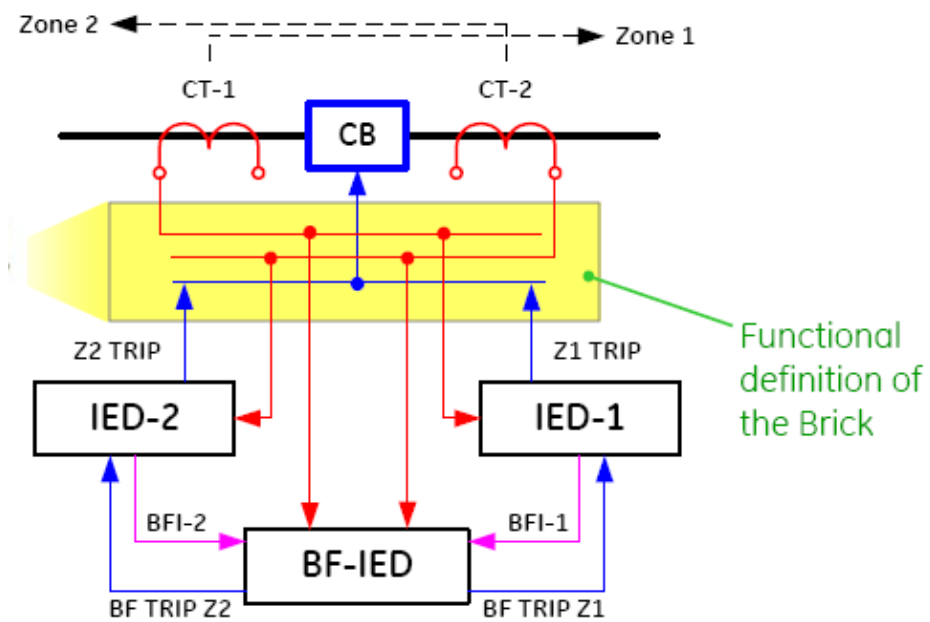 Zone 2
Zone 1
CT-1
CT-2
CB
Z2 TRIP
Z1 TRIP
Functional
definition of
the Brick
IED-2
IED-1
BFI-2
BFI-1
BF-IED
BF TRIP Z2
BF TRIP Z1